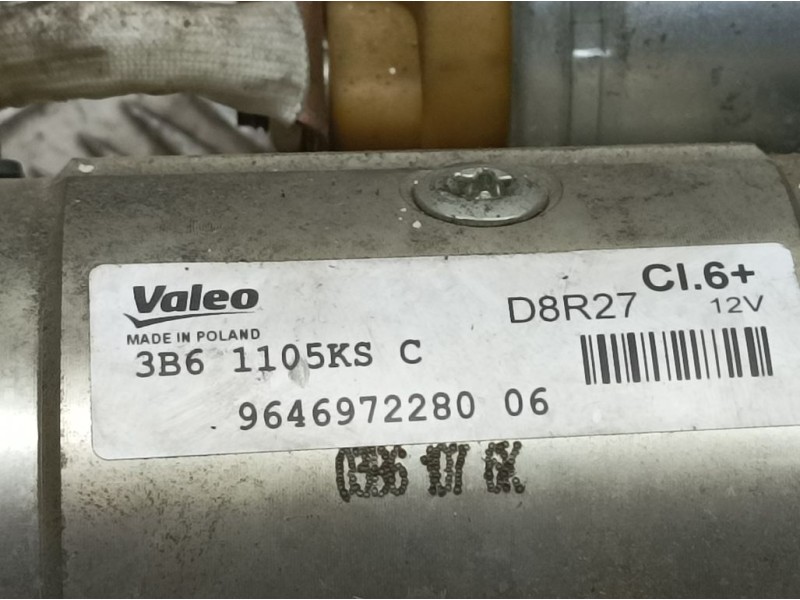 Valeo
MADE IN POLAND
D8R27
Cl.6+
12V
3B6 1105KS C
9646972280 06